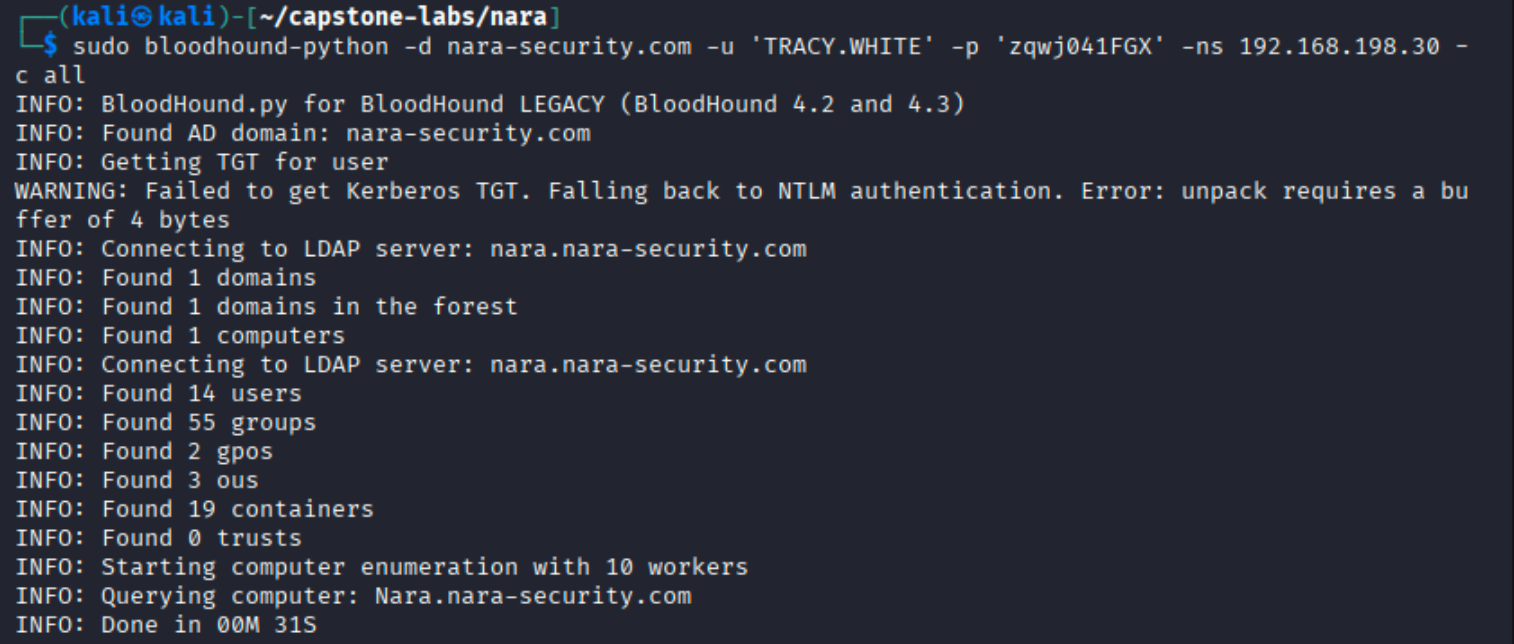 ┌──(kali㉿kali)-[~/capstone-labs/nara]
└─$ sudo bloodhound-python -d nara-security.com -u 'TRACY.WHITE' -p 'zqwj041FGX' -ns 192.168.198.30 -
c all
INFO: BloodHound.py for BloodHound LEGACY (BloodHound 4.2 and 4.3)
INFO: Found AD domain: nara-security.com
INFO: Getting TGT for user
WARNING: Failed to get Kerberos TGT. Falling back to NTLM authentication. Error: unpack requires a bu
ffer of 4 bytes
INFO: Connecting to LDAP server: nara.nara-security.com
INFO: Found 1 domains
INFO: Found 1 domains in the forest
INFO: Found 1 computers
INFO: Connecting to LDAP server: nara.nara-security.com
INFO: Found 14 users
INFO: Found 55 groups
INFO: Found 2 gpos
INFO: Found 3 ous
INFO: Found 19 containers
INFO: Found 0 trusts
INFO: Starting computer enumeration with 10 workers
INFO: Querying computer: Nara.nara-security.com
INFO: Done in 00M 31S